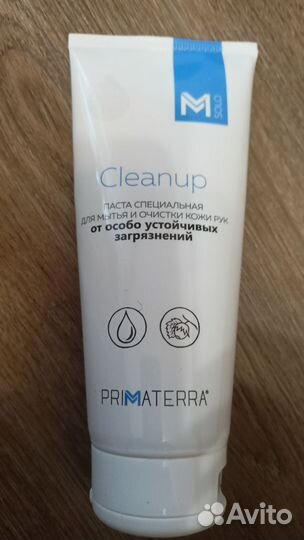 M
SOLO
Cleanup
ПАСТА СПЕЦИАЛЬНАЯ
ДЛЯ МЫТЬЯ И ОЧИСТКИ КОЖИ РУК
от особо устойчивых
загрязнений
PRIMATERRA®
Avito